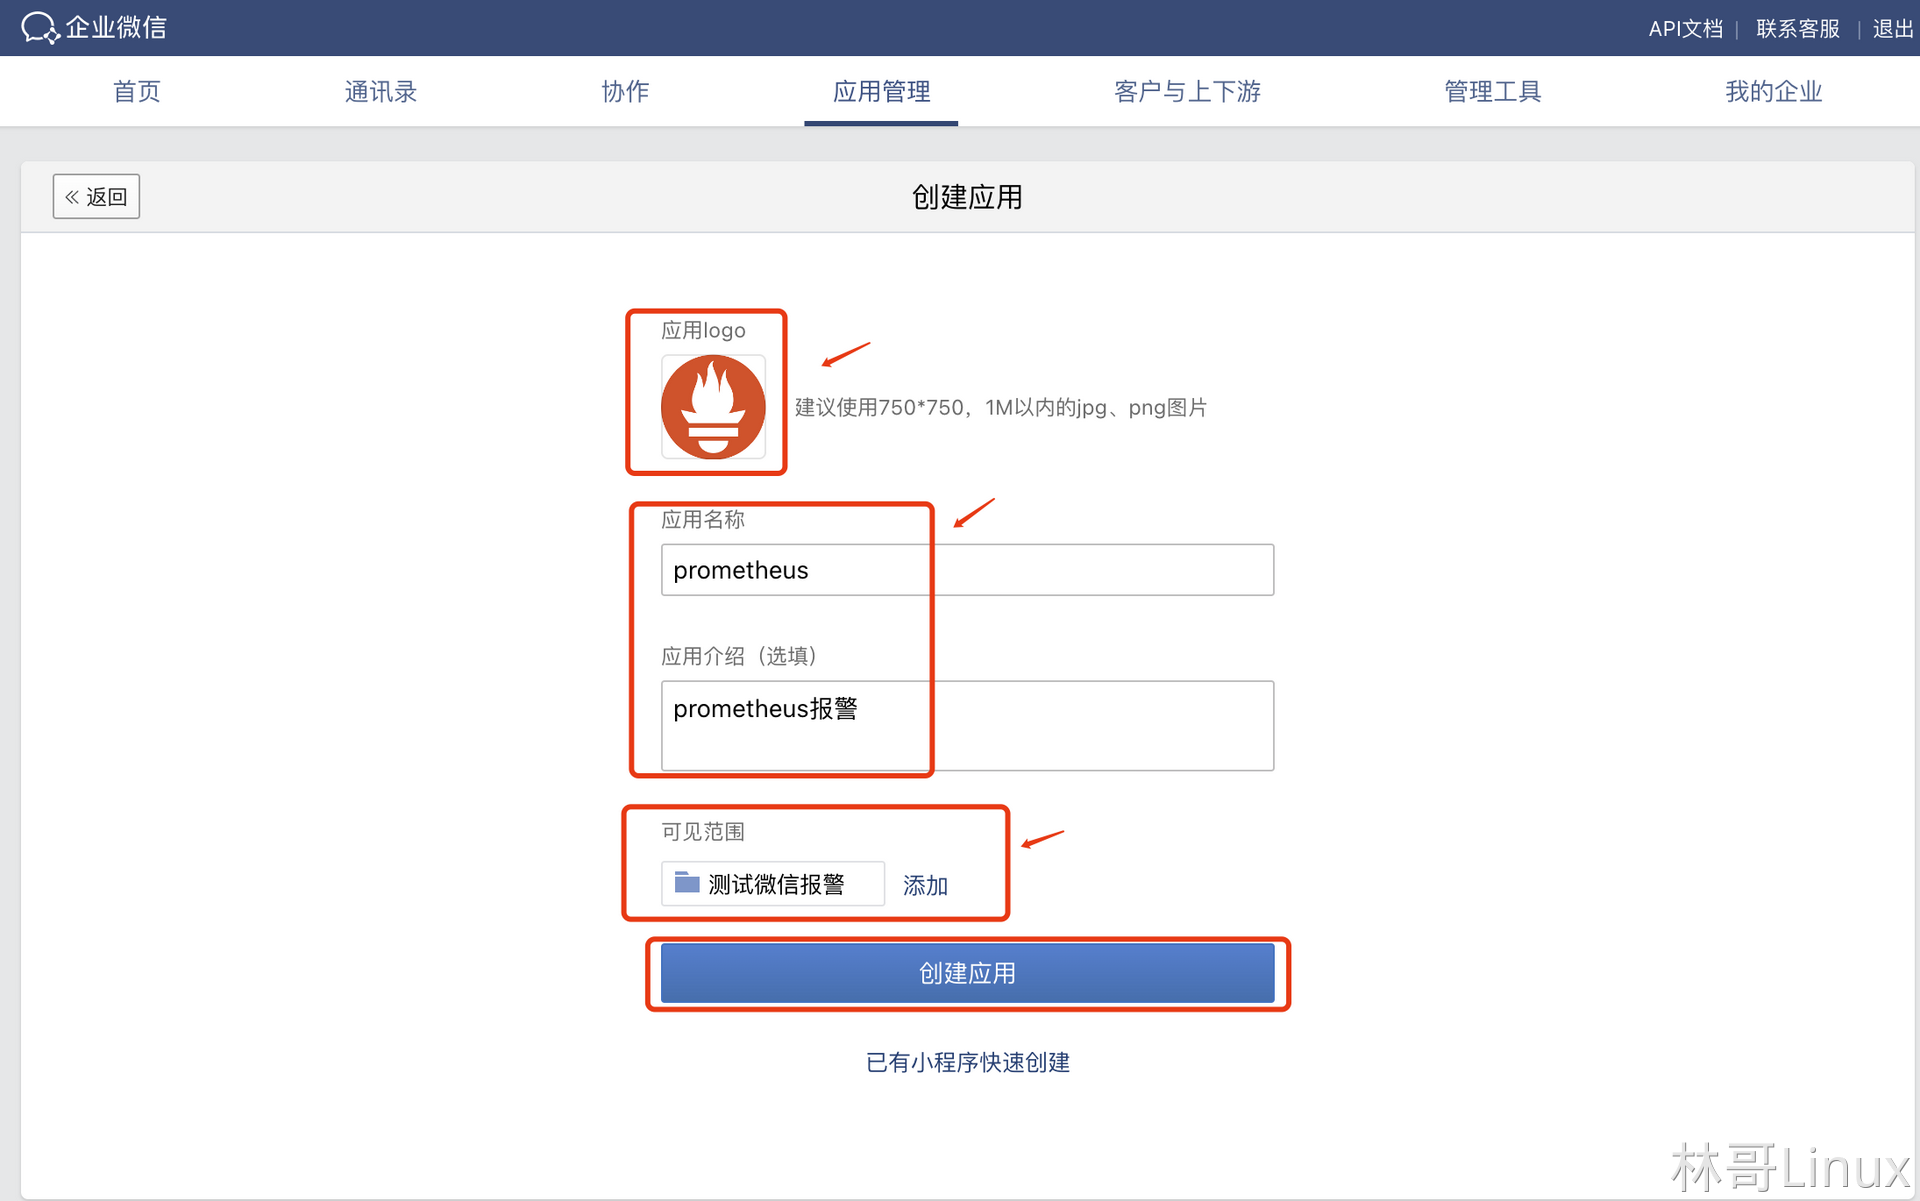 企业微信
API文档 | 联系客服 | 退出
首页 通讯录 协作 应用管理 客户与上下游 管理工具 我的企业
« 返回
创建应用
应用logo
建议使用750*750，1M以内的jpg、png图片
应用名称
prometheus
应用介绍（选填）
prometheus报警
可见范围
测试微信报警 添加
创建应用
已有小程序快速创建
林哥Linux